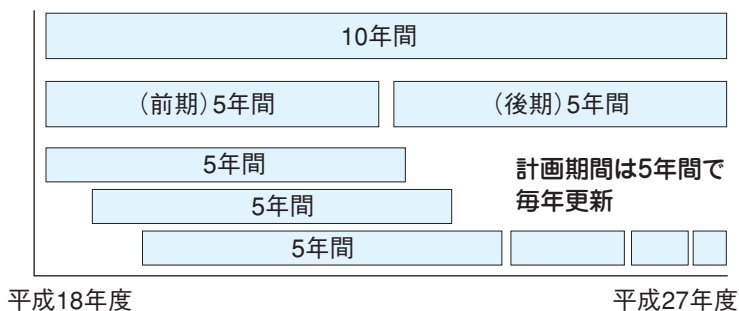 10年間
(前期)5年間
(後期)5年間
5年間
計画期間は5年間で
毎年更新
5年間
5年間
平成18年度
平成27年度